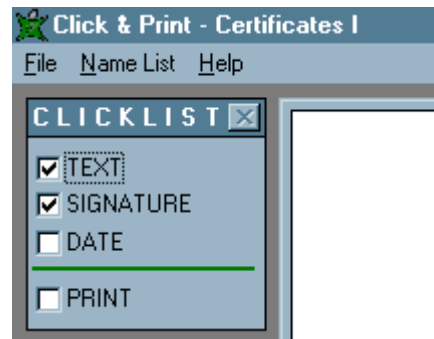 Click & Print - Certificates I
File Name List Help
CLICKLIST
TEXT
SIGNATURE
DATE
PRINT